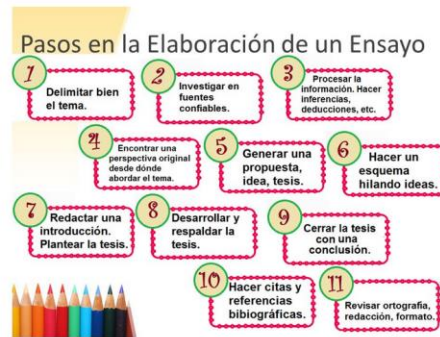 Pasos en la Elaboración de un Ensayo
1
Delimitar bien
el tema.
2
Investigar en
fuentes
confiables.
3
Procesar la
información. Hacer
inferencias,
deducciones, etc.
4
Encontrar una
perspectiva original
desde dónde
abordar el tema.
5
Generar una
propuesta,
idea, tesis.
6
Hacer un
esquema
hilando ideas.
7
Redactar una
introducción.
Plantear la tesis.
8
Desarrollar y
respaldar la
tesis.
9
Cerrar la tesis
con una
conclusión.
10
Hacer citas y
referencias
bibiográficas.
11
Revisar ortografía,
redacción, formato.